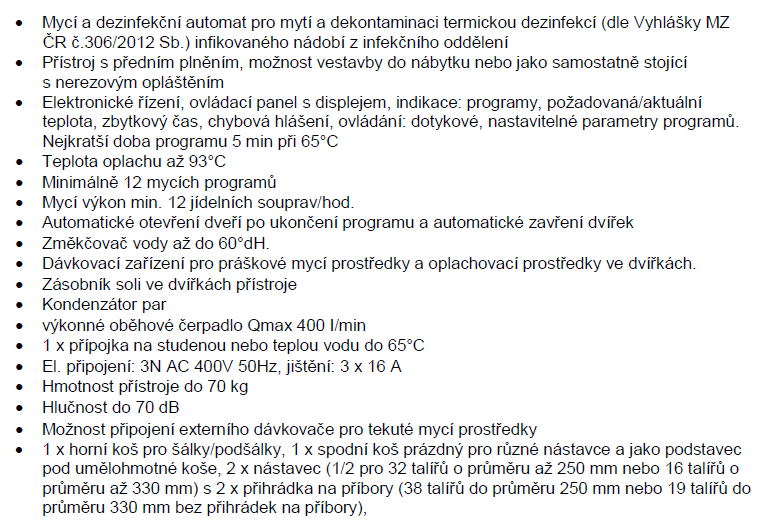 • Mycí a dezinfekční automat pro mytí a dekontaminaci termickou dezinfekcí (dle Vyhlášky MZ
ČR č.306/2012 Sb.) infikovaného nádobí z infekčního oddělení
• Přístroj s předním plněním, možnost vestavby do nábytku nebo jako samostatně stojící
s nerezovým opláštěním
• Elektronické řízení, ovládací panel s displejem, indikace: programy, požadovaná/aktuální
teplota, zbytkový čas, chybová hlášení, ovládání: dotykové, nastavitelné parametry programů.
Nejkratší doba programu 5 min při 65°C
• Teplota oplachu až 93°C
• Minimálně 12 mycích programů
• Mycí výkon min. 12 jídelních souprav/hod.
• Automatické otevření dveří po ukončení programu a automatické zavření dvířek
• Změkčovač vody až do 60°dH.
• Dávkovací zařízení pro práškové mycí prostředky a oplachovací prostředky ve dvířkách.
• Zásobník soli ve dvířkách přístroje
• Kondenzátor par
• výkonné oběhové čerpadlo Qmax 400 l/min
• 1 x přípojka na studenou nebo teplou vodu do 65°C
• El. připojení: 3N AC 400V 50Hz, jištění: 3 x 16 A
• Hmotnost přístroje do 70 kg
• Hlučnost do 70 dB
• Možnost připojení externího dávkovače pro tekuté mycí prostředky
• 1 x horní koš pro šálky/podšálky, 1 x spodní koš prázdný pro různé nástavce a jako podstavec
pod umělohmotné koše, 2 x nástavec (1/2 pro 32 talířů o průměru až 250 mm nebo 16 talířů o
průměru až 330 mm) s 2 x přihrádka na příbory (38 talířů do průměru 250 mm nebo 19 talířů do
průměru 330 mm bez přihrádek na příbory),